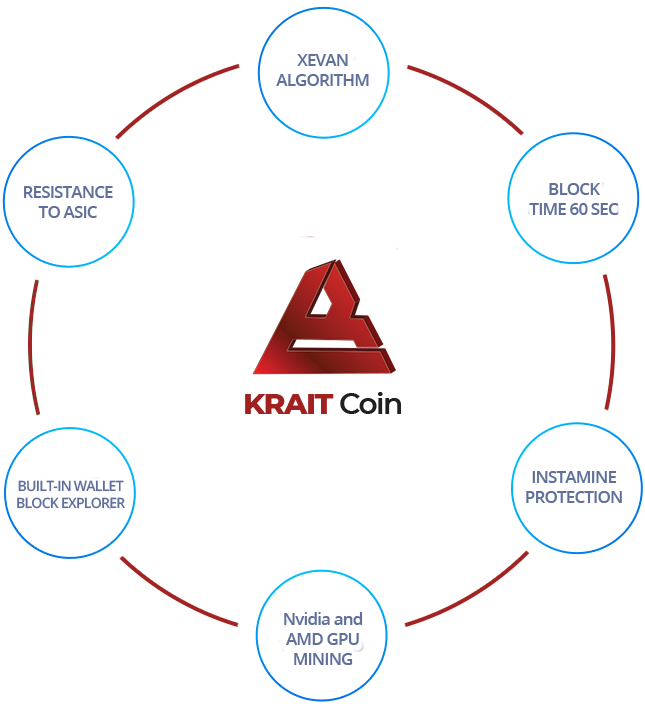 XEVAN
ALGORITHM
BLOCK
TIME 60 SEC
INSTAMINE
PROTECTION
Nvidia and
AMD GPU
MINING
BUILT-IN WALLET
BLOCK EXPLORER
RESISTANCE
TO ASIC
KRAIT Coin